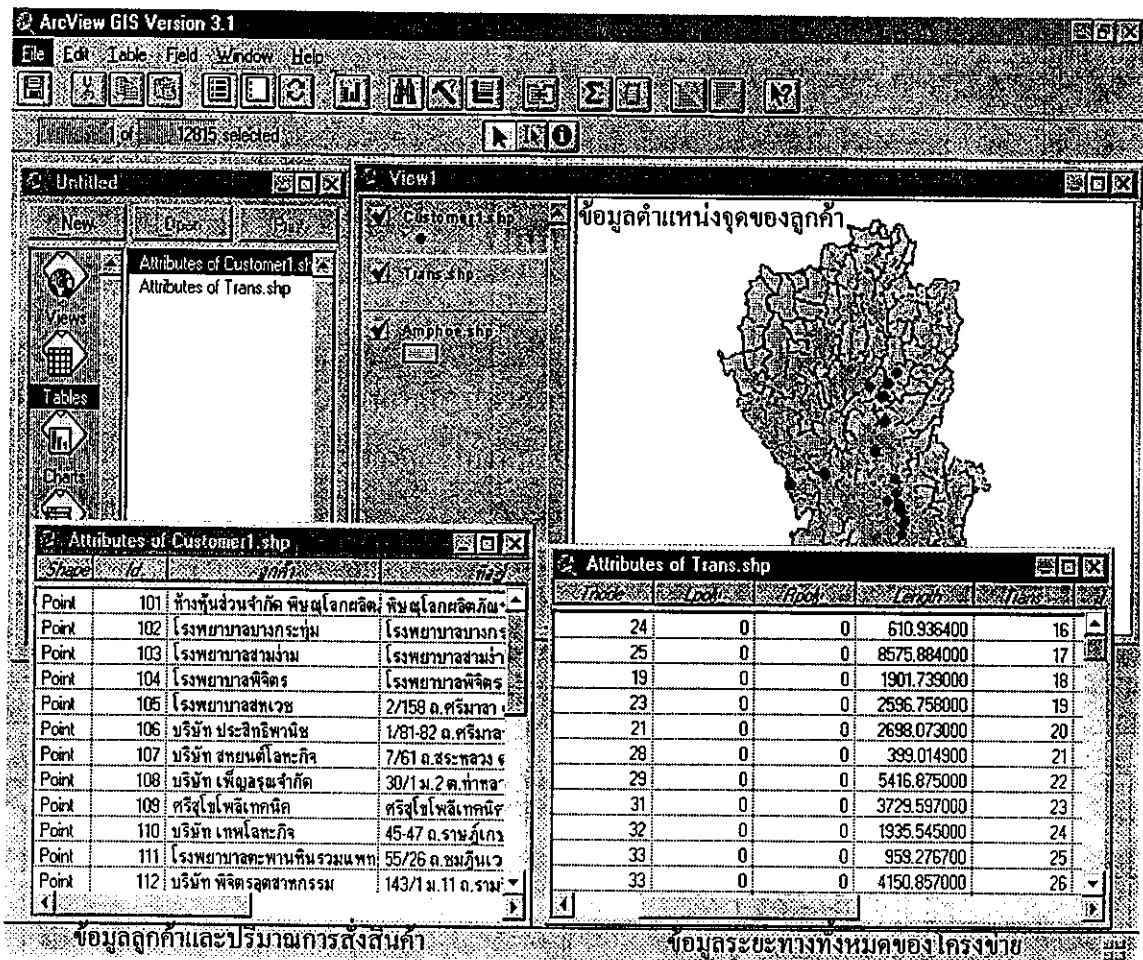 ArcView GIS Version 3.1
File Edit Table Field Window Help
1 of 12815 selected
Untitled
New Open
Views
Tables
Charts
Attributes of Customer1.sh
Attributes of Trans.shp
View1
Customer1.shp
Trans.shp
Amphoe.shp
ข้อมูลตำแหน่งจุดของลูกค้า
Attributes of Customer1.shp
Shape Id ลูกค้า
Point 101 ห้างหุ้นส่วนจำกัด พิษณุโลกผลิต พิษณุโลกผลิตภัณ
Point 102 โรงพยาบาลบางกระทุ่ม โรงพยาบาลบางกร
Point 103 โรงพยาบาลสามง่าม โรงพยาบาลสามง่า
Point 104 โรงพยาบาลพิจิตร โรงพยาบาลพิจิตร
Point 105 โรงพยาบาลสหเวช 2/158 ถ.ศรีมาลา
Point 106 บริษัท ประสิทธิพานิช 1/81-82 ถ.ศรีมาลา
Point 107 บริษัท สหยนต์โลหะกิจ 7/61 ถ.สระหลวง
Point 108 บริษัท เพ็ญลรุณจำกัด 30/1 ม.2 ต.ท่าหลา
Point 109 ศรีสุโขโพลีเทคนิค ศรีสุโขโพลีเทคนิค
Point 110 บริษัท เทพโลหะกิจ 45-47 ถ.ราษฎ์เกษ
Point 111 โรงพยาบาลตะพานหินรวมแพท 55/26 ถ.ชมฎีนเว
Point 112 บริษัท พิจิตรอุตสาหกรรม 143/1 ม.11 ถ.ราม
Attributes of Trans.shp
Tnode Lpoly Rpoly Length Trans
24 0 0 610.936400 16
25 0 0 8575.884000 17
19 0 0 1901.739000 18
23 0 0 2596.758000 19
21 0 0 2698.073000 20
28 0 0 399.014900 21
29 0 0 5416.875000 22
31 0 0 3729.597000 23
32 0 0 1935.545000 24
33 0 0 959.276700 25
33 0 0 4150.857000 26
ข้อมูลลูกค้าและปริมาณการสั่งสินค้า
ข้อมูลระยะทางทั้งหมดของโครงข่าย